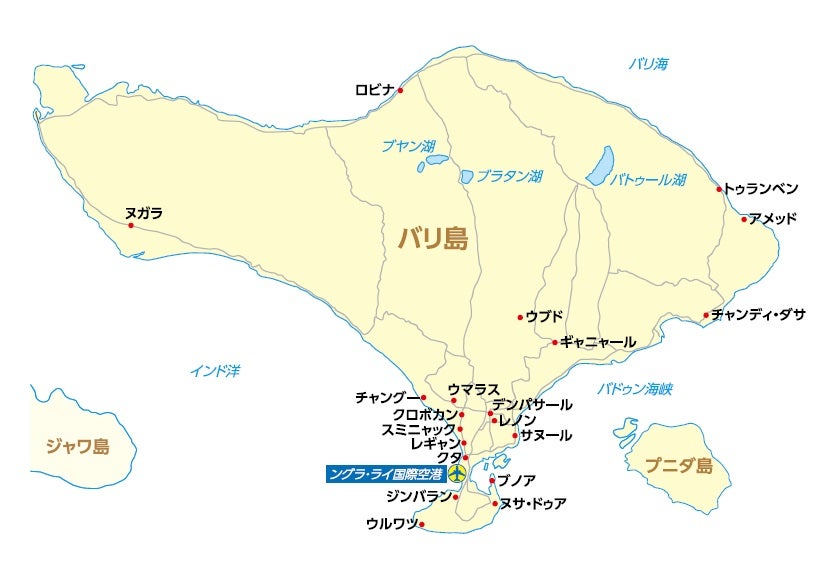 バリ海
ロビナ
ブヤン湖
ブラタン湖
バトゥール湖
トゥランベン
アメッド
ヌガラ
バリ島
ウブド
チャンディ・ダサ
ギャニャール
インド洋
バドゥン海峡
チャングー
ウマラス
デンパサール
クロボカン
レノン
スミニャック
サヌール
レギャン
クタ
ジャワ島
プニダ島
ングラ・ライ国際空港
ブノア
ジンバラン
ヌサ・ドゥア
ウルワツ